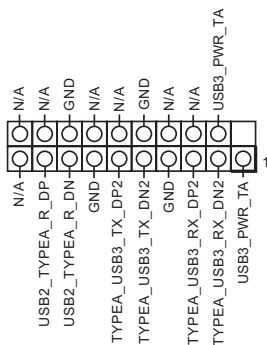 N/A
N/A
GND
N/A
N/A
GND
N/A
N/A
USB3_PWR_TA
1
N/A
USB2_TYPEA_R_DP
USB2_TYPEA_R_DN
GND
TYPEA_USB3_TX_DP2
TYPEA_USB3_TX_DN2
GND
TYPEA_USB3_RX_DP2
TYPEA_USB3_RX_DN2
USB3_PWR_TA